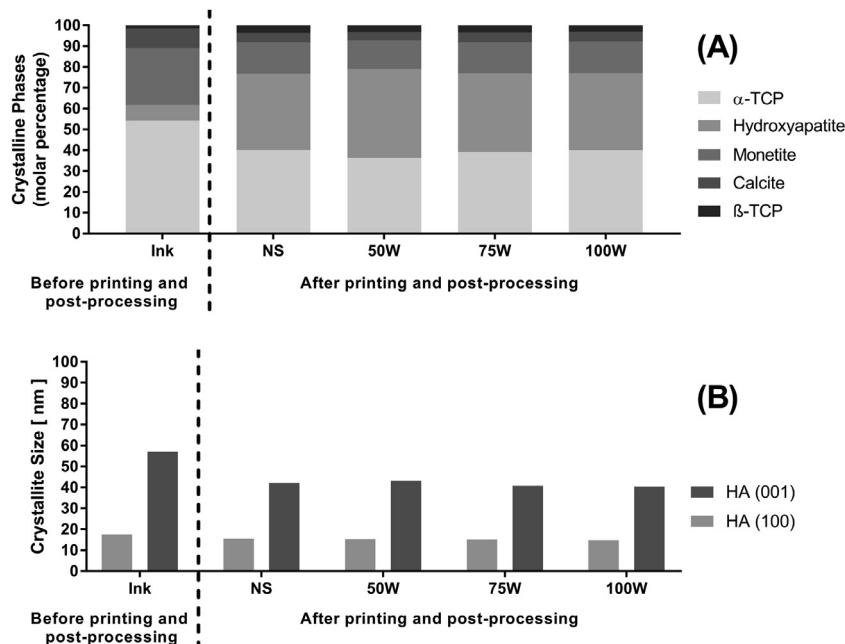 Crystalline Phases
(molar percentage)
100
90
80
70
60
50
40
30
20
10
0
Ink
NS
50W
75W
100W
Before printing and
post-processing
After printing and post-processing
(A)
α-TCP
Hydroxyapatite
Monetite
Calcite
ß-TCP
Crystallite Size [ nm ]
100
90
80
70
60
50
40
30
20
10
0
Ink
NS
50W
75W
100W
Before printing and
post-processing
After printing and post-processing
(B)
HA (001)
HA (100)